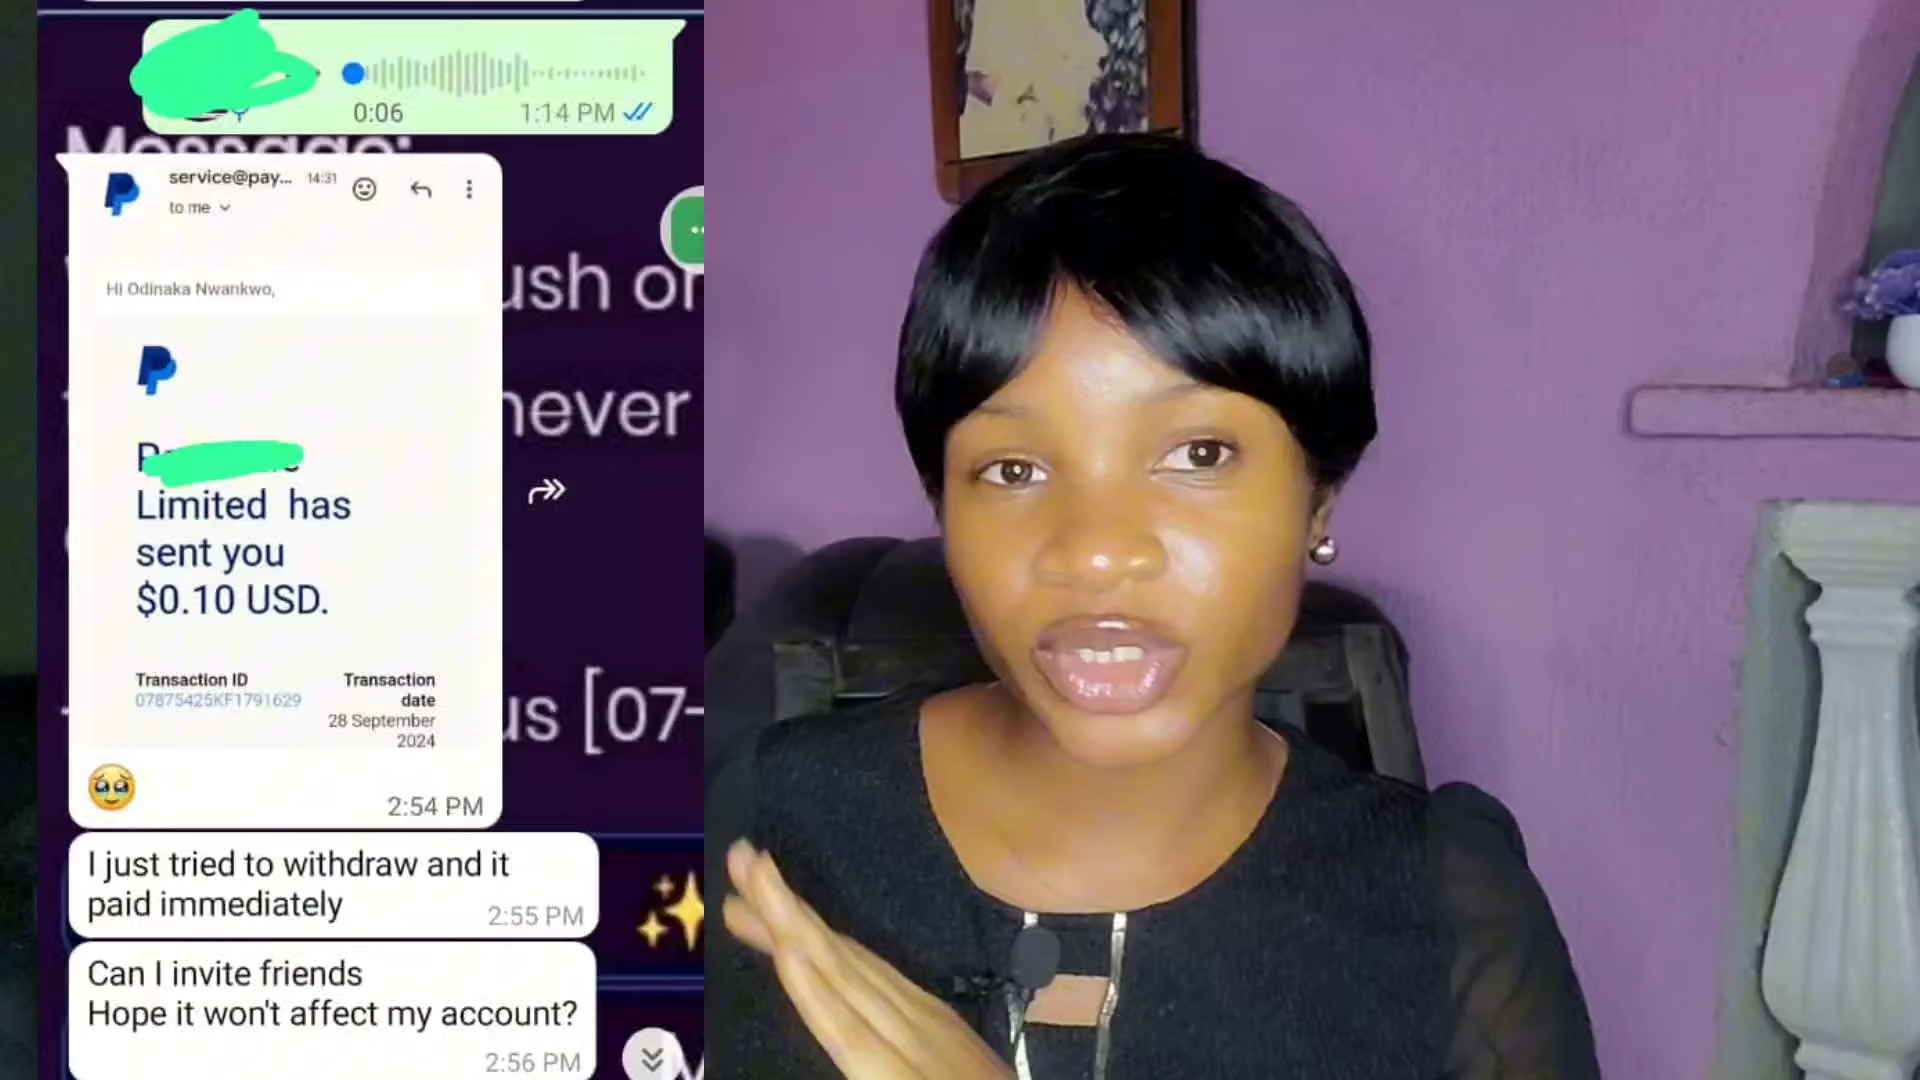 0:06
1:14 PM
Message:
service@pay... 14:31
to me
Hi Odinaka Nwankwo,
ush or
never
Limited has
sent you
$0.10 USD.
Transaction ID
07875425KF1791629
Transaction
date
28 September
2024
us [07-
2:54 PM
I just tried to withdraw and it
paid immediately
2:55 PM
Can I invite friends
Hope it won't affect my account?
2:56 PM